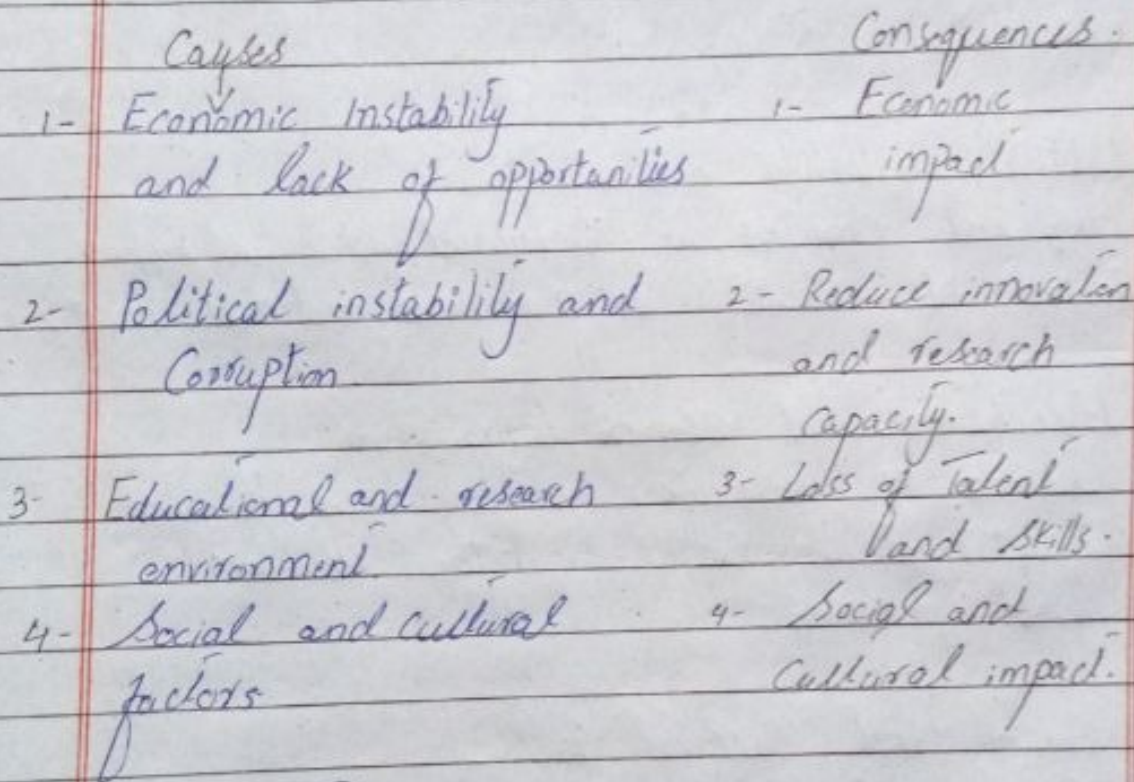 Causes
Consequences.
1- Economic Instability
and lack of opportunities
1- Economic
impact
2- Political instability and
Corruption
2- Reduce innovation
and research
capacity.
3- Educational and research
environment
3- Loss of Talent
and skills.
4- Social and cultural
factors
4- Social and
Cultural impact.